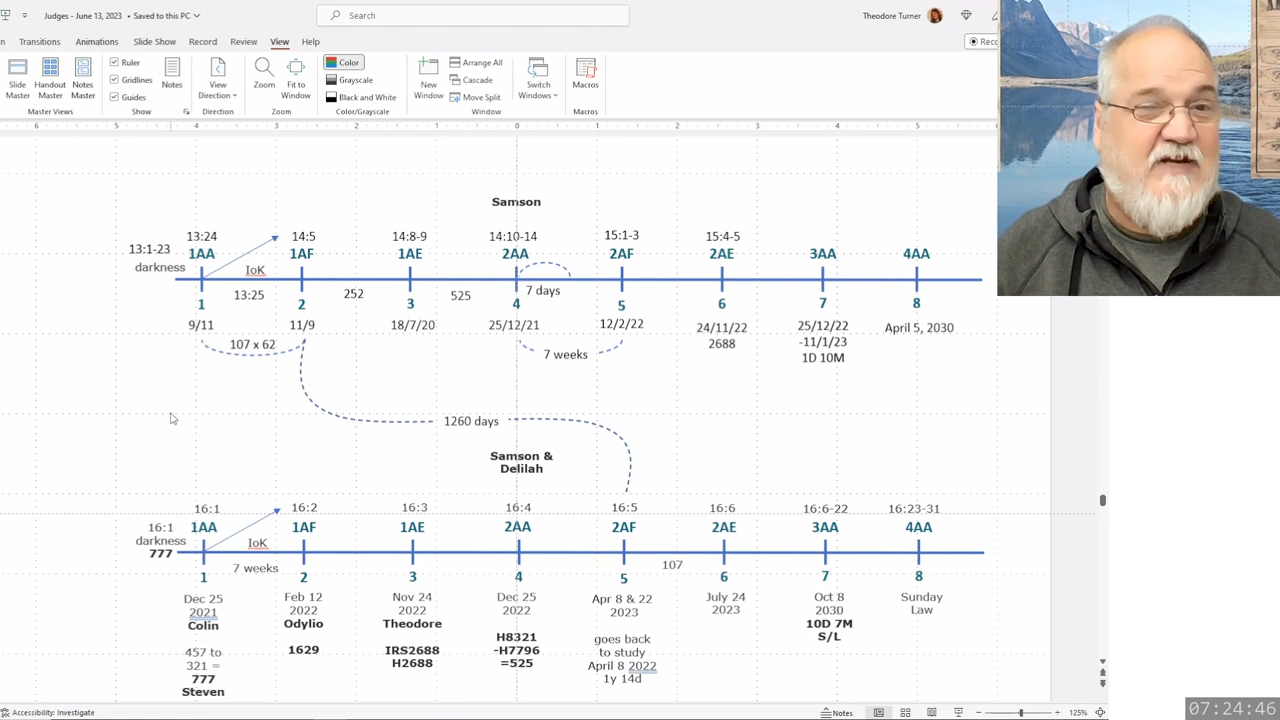 Judges - June 13, 2023 • Saved to this PC
Search
Theodore Turner
Transitions Animations Slide Show Record Review View Help
Slide Master
Handout Master
Notes Master
Master Views
Ruler
Gridlines
Guides
Show
Notes
View Direction
Direction
Zoom
Fit to Window
Zoom
Color
Grayscale
Black and White
Color/Grayscale
New Window
Arrange All
Cascade
Move Split
Switch Windows
Window
Macros
Macros
6 5 4 3 2 1 0 1 2 3 4 5
Samson
13:1-23
darkness
13:24 14:5 14:8-9 14:10-14 15:1-3 15:4-5
1AA 1AF 1AE 2AA 2AF 2AE 3AA 4AA
IoK
13:25 252 525 7 days
1 2 3 4 5 6 7 8
9/11 11/9 18/7/20 25/12/21 12/2/22 24/11/22 25/12/22 April 5, 2030
2688 -11/1/23
1D 10M
107 x 62
7 weeks
1260 days
Samson &
Delilah
16:1
darkness
777
16:1 16:2 16:3 16:4 16:5 16:6 16:6-22 16:23-31
1AA 1AF 1AE 2AA 2AF 2AE 3AA 4AA
IoK
7 weeks 107
1 2 3 4 5 6 7 8
Dec 25
2021
Colin
457 to
321 =
777
Steven
Feb 12
2022
Odylio
1629
Nov 24
2022
Theodore
IRS2688
H2688
Dec 25
2022
H8321
-H7796
=525
Apr 8 & 22
2023
goes back
to study
April 8 2022
1y 14d
July 24
2023
Oct 8
2030
10D 7M
S/L
Sunday
Law
Accessibility: Investigate
Notes
125%
07:24:46